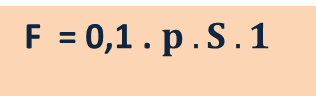 F = 0,1 . p . S . 1